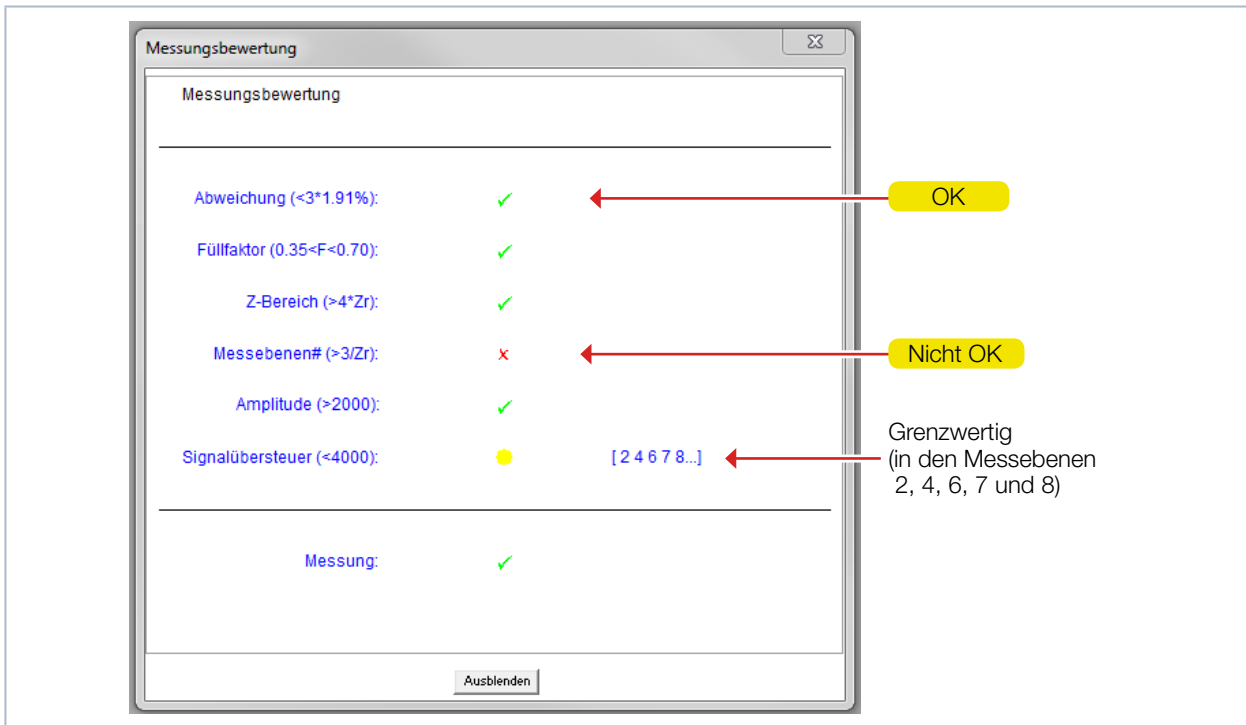 Messungsbewertung
Messungsbewertung
Abweichung (<3*1.91%):
OK
Füllfaktor (0.35<F<0.70):
Z-Bereich (>4*Zr):
Messebenen# (>3/Zr):
Nicht OK
Amplitude (>2000):
Signalübersteuer (<4000):
[ 2 4 6 7 8...]
Grenzwertig
(in den Messebenen
2, 4, 6, 7 und 8)
Messung:
Ausblenden